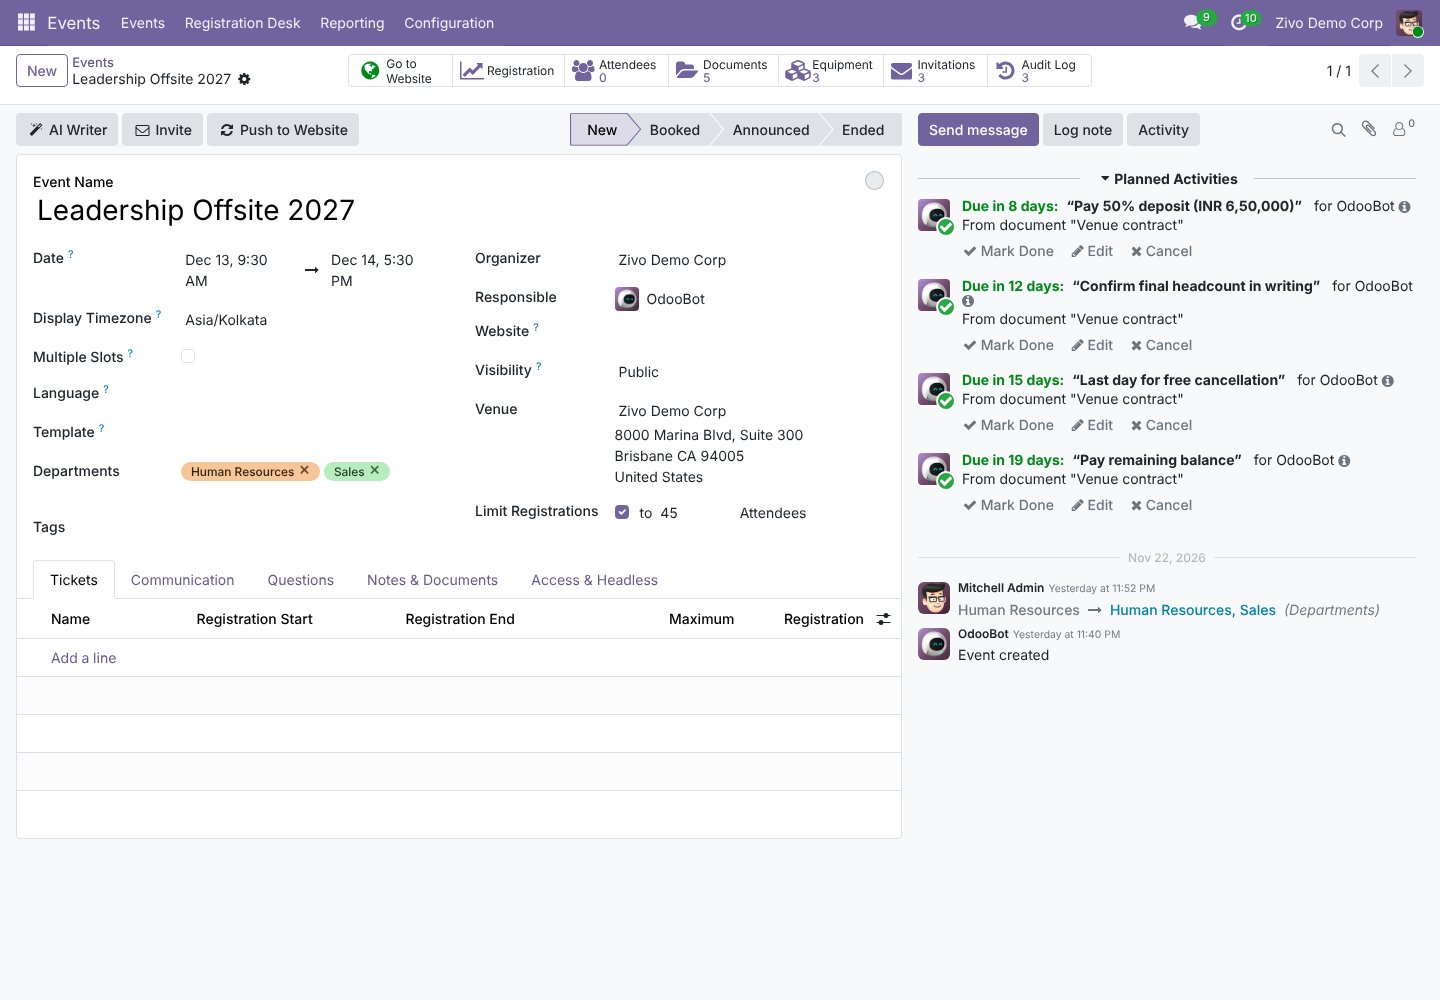 Events
Events
Registration Desk
Reporting
Configuration
9
10
Zivo Demo Corp
New
Events
Leadership Offsite 2027
Go to
Website
Registration
Attendees
0
Documents
5
Equipment
3
Invitations
3
Audit Log
3
1 / 1
AI Writer
Invite
Push to Website
New
Booked
Announced
Ended
Send message
Log note
Activity
0
Event Name
Leadership Offsite 2027
Date ?
Dec 13, 9:30
AM
Dec 14, 5:30
PM
Display Timezone ?
Asia/Kolkata
Multiple Slots ?
Language ?
Template ?
Departments
Human Resources
Sales
Tags
Organizer
Zivo Demo Corp
Responsible
OdooBot
Website ?
Visibility ?
Public
Venue
Zivo Demo Corp
8000 Marina Blvd, Suite 300
Brisbane CA 94005
United States
Limit Registrations
to 45
Attendees
Tickets
Communication
Questions
Notes & Documents
Access & Headless
Name
Registration Start
Registration End
Maximum
Registration
Add a line
Planned Activities
Due in 8 days: “Pay 50% deposit (INR 6,50,000)” for OdooBot
From document "Venue contract"
Mark Done Edit Cancel
Due in 12 days: “Confirm final headcount in writing” for OdooBot
From document "Venue contract"
Mark Done Edit Cancel
Due in 15 days: “Last day for free cancellation” for OdooBot
From document "Venue contract"
Mark Done Edit Cancel
Due in 19 days: “Pay remaining balance” for OdooBot
From document "Venue contract"
Mark Done Edit Cancel
Nov 22, 2026
Mitchell Admin Yesterday at 11:52 PM
Human Resources → Human Resources, Sales (Departments)
OdooBot Yesterday at 11:40 PM
Event created